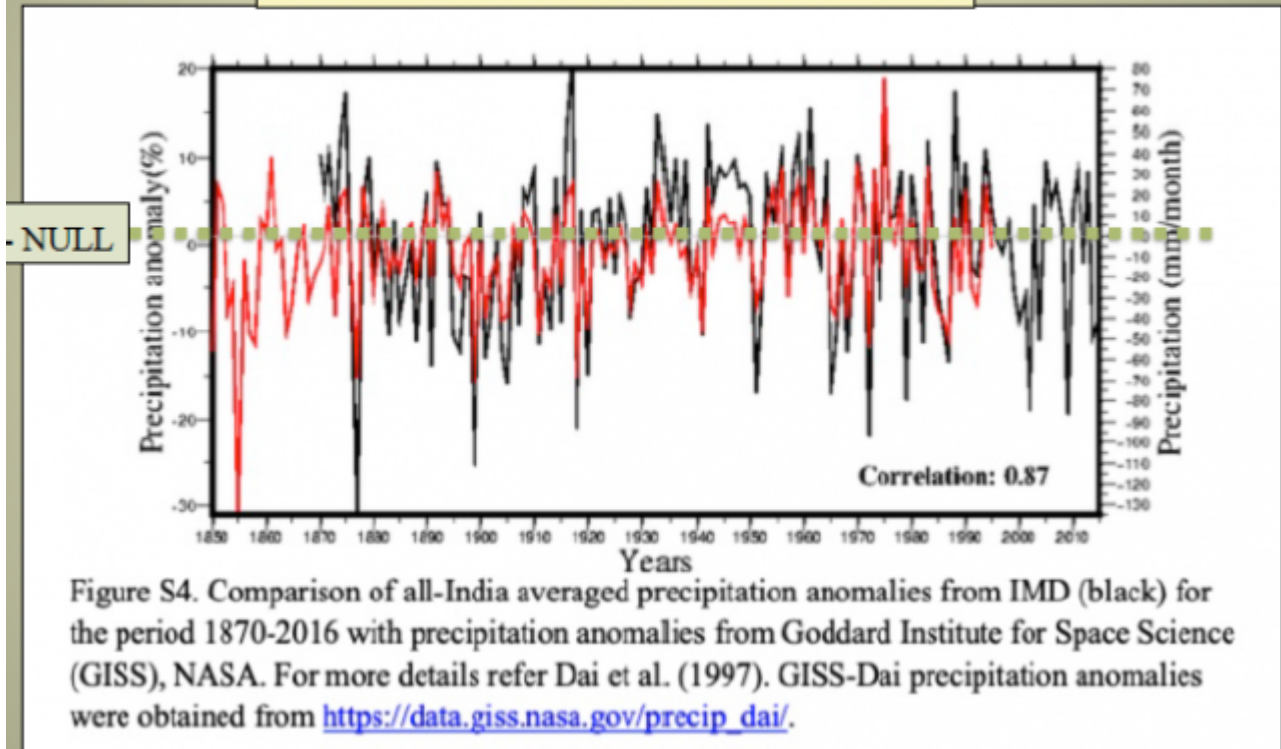 20
10
0
-10
-20
-30
Precipitation anomaly(%)
- NULL
80
70
60
50
40
30
20
10
0
-10
-20
-30
-40
-50
-60
-70
-80
-90
-100
-110
-120
-130
Precipitation (mm/month)
Correlation: 0.87
1850 1860 1870 1880 1890 1900 1910 1920 1930 1940 1950 1960 1970 1980 1990 2000 2010
Years
Figure S4. Comparison of all-India averaged precipitation anomalies from IMD (black) for
the period 1870-2016 with precipitation anomalies from Goddard Institute for Space Science
(GISS), NASA. For more details refer Dai et al. (1997). GISS-Dai precipitation anomalies
were obtained from https://data.giss.nasa.gov/precip_dai/.